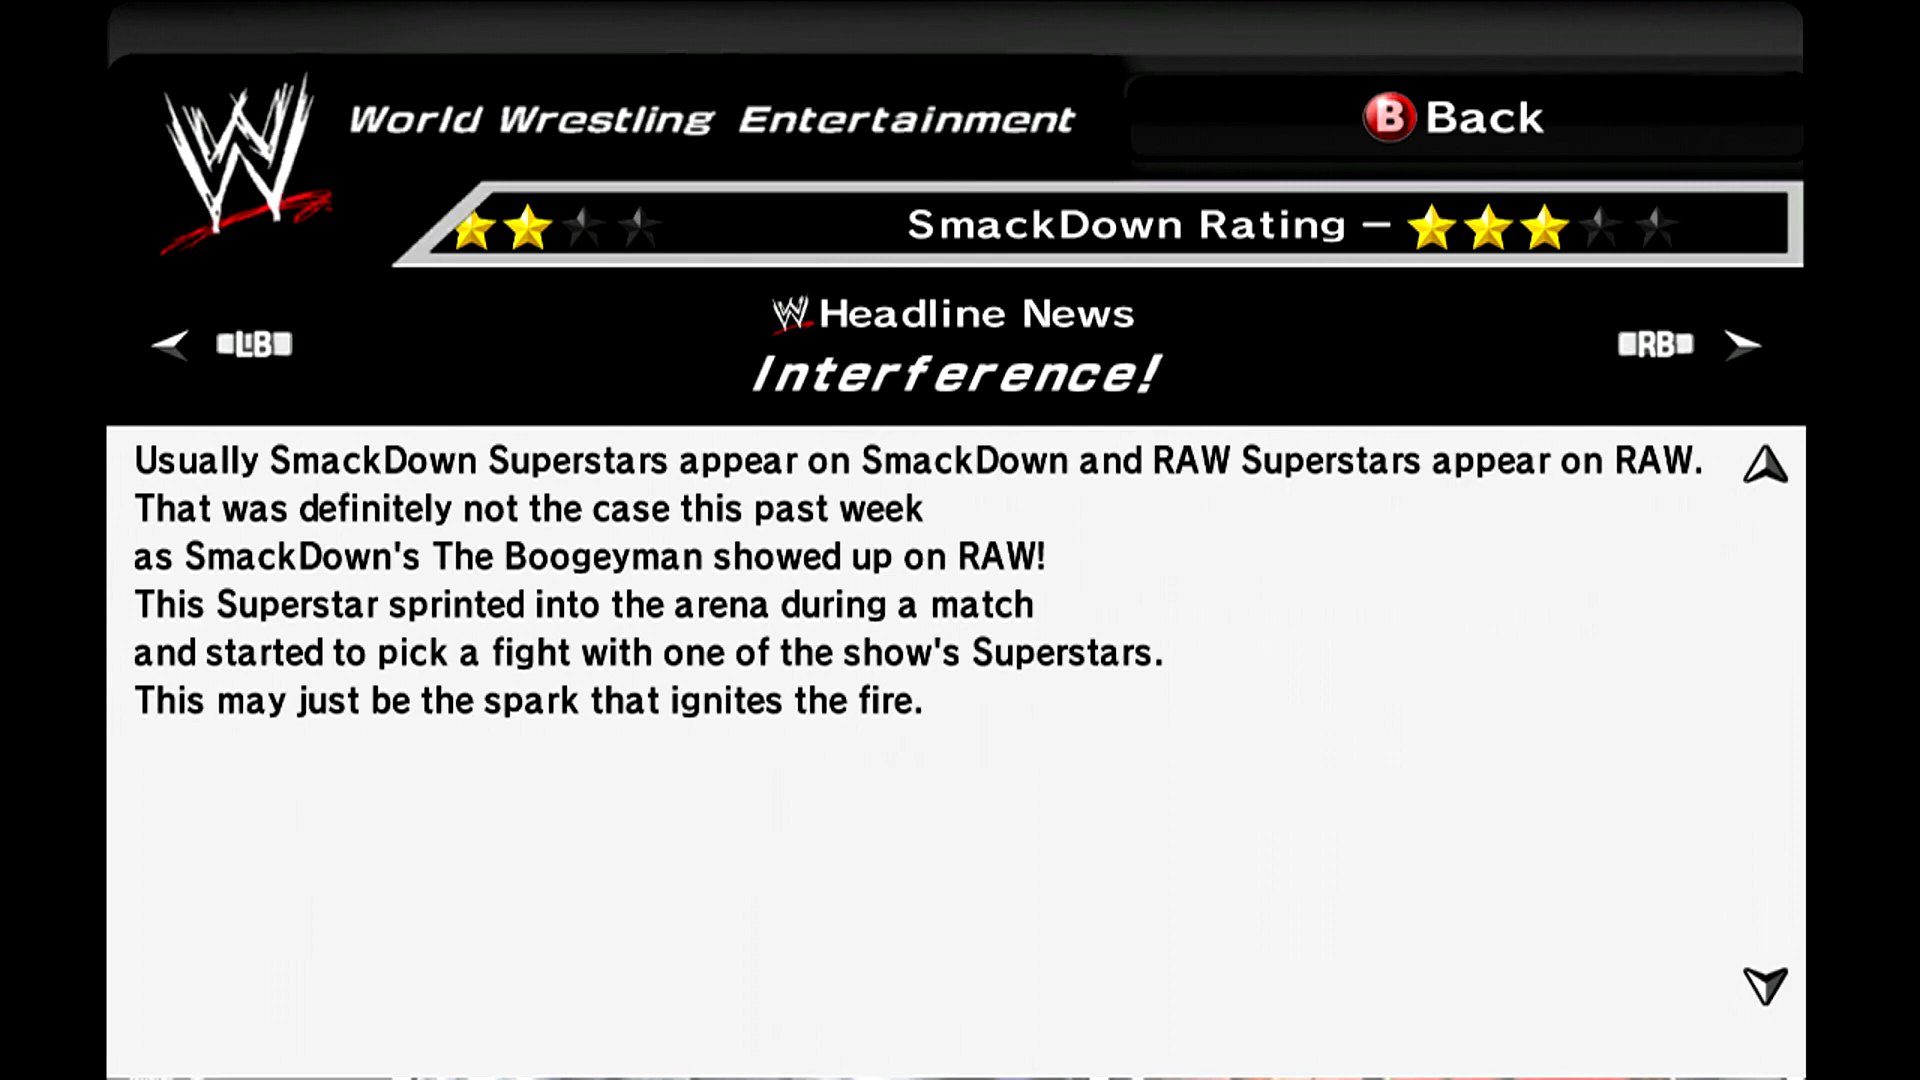 World Wrestling Entertainment
B Back
SmackDown Rating –
LB
W Headline News
RB
Interference!
Usually SmackDown Superstars appear on SmackDown and RAW Superstars appear on RAW.
That was definitely not the case this past week
as SmackDown's The Boogeyman showed up on RAW!
This Superstar sprinted into the arena during a match
and started to pick a fight with one of the show's Superstars.
This may just be the spark that ignites the fire.